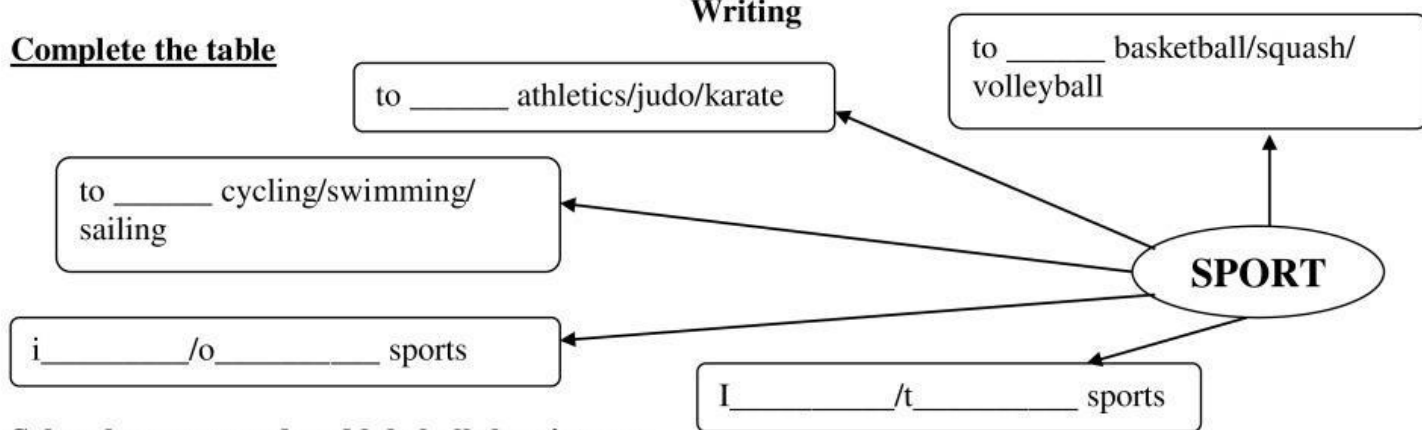 Writing
Complete the table
to ______ basketball/squash/
volleyball
to ______ athletics/judo/karate
to ______ cycling/swimming/
sailing
SPORT
i_________/o__________ sports
I__________/t__________ sports